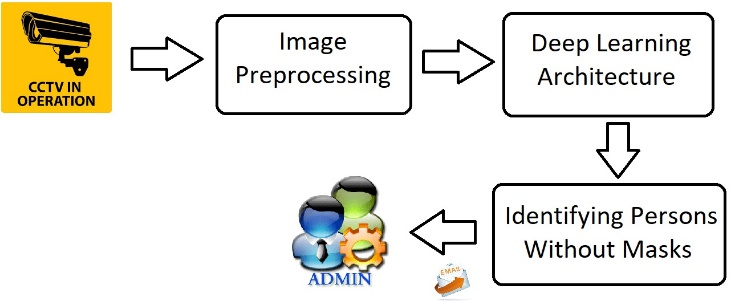 CCTV IN
OPERATION
Image
Preprocessing
Deep Learning
Architecture
Identifying Persons
Without Masks
EMAIL
ADMIN